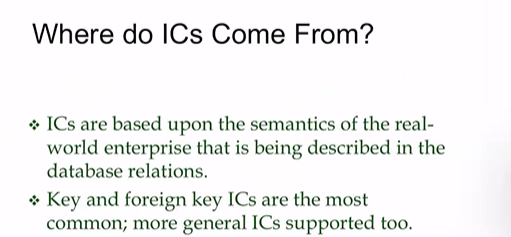 Where do ICs Come From?
❖ ICs are based upon the semantics of the real-
world enterprise that is being described in the
database relations.
❖ Key and foreign key ICs are the most
common; more general ICs supported too.